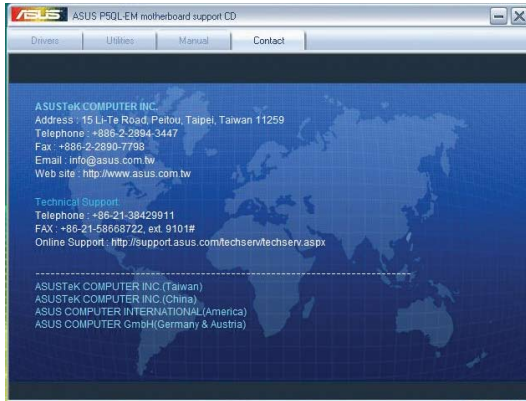 ASUS ASUS P5QL-EM motherboard support CD
Drivers Utilities Manual Contact
ASUSTeK COMPUTER INC.
Address : 15 Li-Te Road, Peitou, Taipei, Taiwan 11259
Telephone : +886-2-2894-3447
Fax : +886-2-2890-7798
Email : info@asus.com.tw
Web site : http://www.asus.com.tw
Technical Support:
Telephone : +86-21-38429911
FAX : +86-21-58668722, ext. 9101#
Online Support : http://support.asus.com/techserv/techserv.aspx
ASUSTeK COMPUTER INC.(Taiwan)
ASUSTeK COMPUTER INC.(China)
ASUS COMPUTER INTERNATIONAL(America)
ASUS COMPUTER GmbH(Germany & Austria)